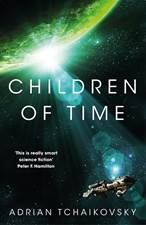 CHILDREN
OF TIME
'This is really smart
science fiction'
Peter F. Hamilton
ADRIAN TCHAIKOVSKY